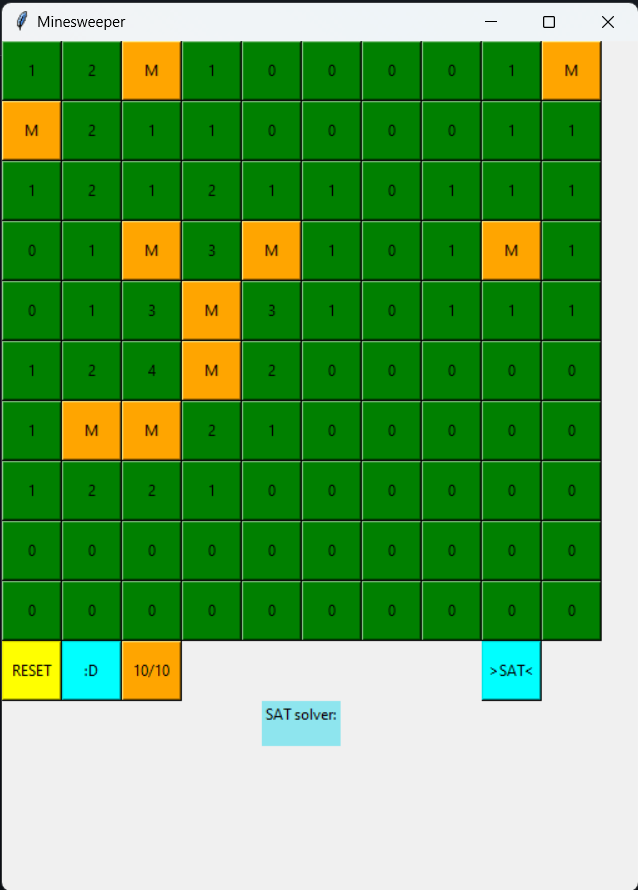 Minesweeper
1 2 M 1 0 0 0 0 1 M
M 2 1 1 0 0 0 0 1 1
1 2 1 2 1 1 0 1 1 1
0 1 M 3 M 1 0 1 M 1
0 1 3 M 3 1 0 1 1 1
1 2 4 M 2 0 0 0 0 0
1 M M 2 1 0 0 0 0 0
1 2 2 1 0 0 0 0 0 0
0 0 0 0 0 0 0 0 0 0
0 0 0 0 0 0 0 0 0 0
RESET :D 10/10 >SAT<
SAT solver: